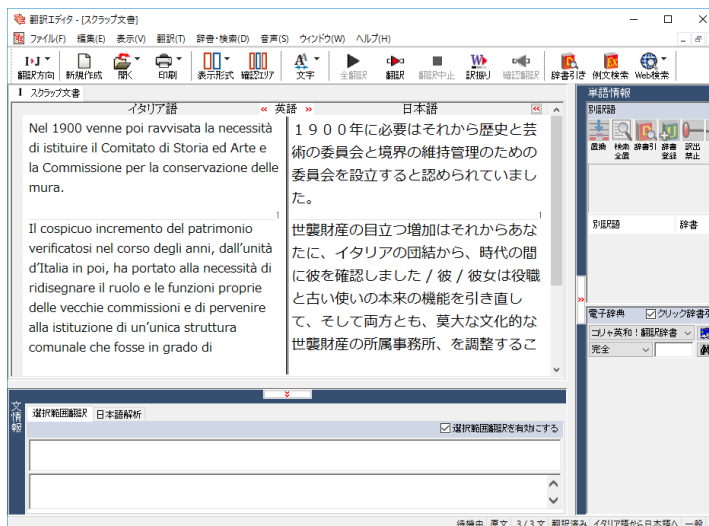 翻訳エディタ - [スクラップ文書]
ファイル(F) 編集(E) 表示(V) 翻訳(T) 辞書・検索(D) 音声(S) ウィンドウ(W) ヘルプ(H)
翻訳方向 新規作成 開く 印刷 表示形式 確認エリア 文字 全翻訳 翻訳 翻訳中止 訳振り 確認翻訳 辞書引き 例文検索 Web検索
I スクラップ文書
イタリア語 « 英語 » 日本語 «
Nel 1900 venne poi ravvisata la necessità
di istituire il Comitato di Storia ed Arte e
la Commissione per la conservazione delle
mura.
1
１９００年に必要はそれから歴史と芸
術の委員会と境界の維持管理のための
委員会を設立すると認められていまし
た。
1
Il cospicuo incremento del patrimonio
verificatosi nel corso degli anni, dall'unità
d'Italia in poi, ha portato alla necessità di
ridisegnare il ruolo e le funzioni proprie
delle vecchie commissioni e di pervenire
alla istituzione di un'unica struttura
comunale che fosse in grado di
世襲財産の目立つ増加はそれからあな
たに、イタリアの団結から、時代の間
に彼を確認しました / 彼 / 彼女は役職
と古い使いの本来の機能を引き直し
て、そして両方とも、莫大な文化的な
世襲財産の所属事務所、を調整するこ
単語情報
別訳語
置換 検索全置 辞書引 辞書登録 訳出禁止
別訳語 辞書
電子辞典 クリック辞書引
コリャ英和！翻訳辞書
完全
文情報
選択範囲翻訳 日本語解析
選択範囲翻訳を有効にする
待機中 原文 3/3文 翻訳済み イタリア語から日本語へ 一般